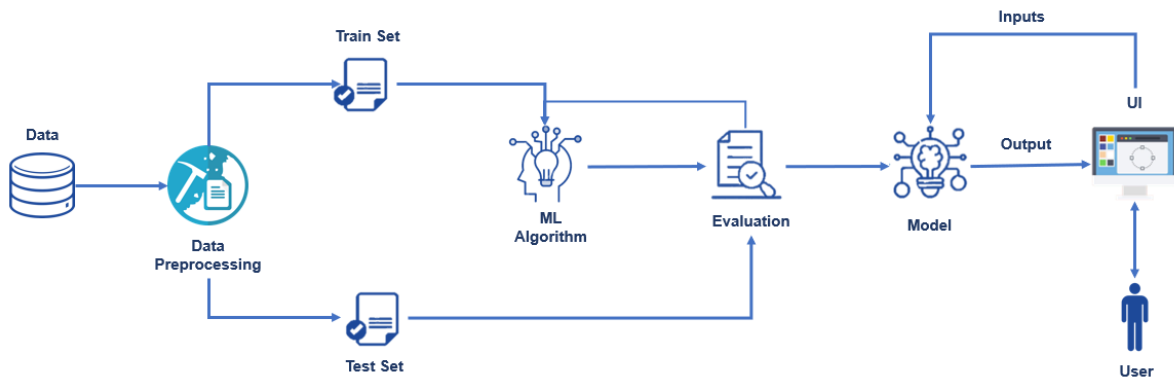 Inputs
Train Set
UI
Data
Output
ML
Algorithm
Evaluation
Model
Data
Preprocessing
Test Set
User